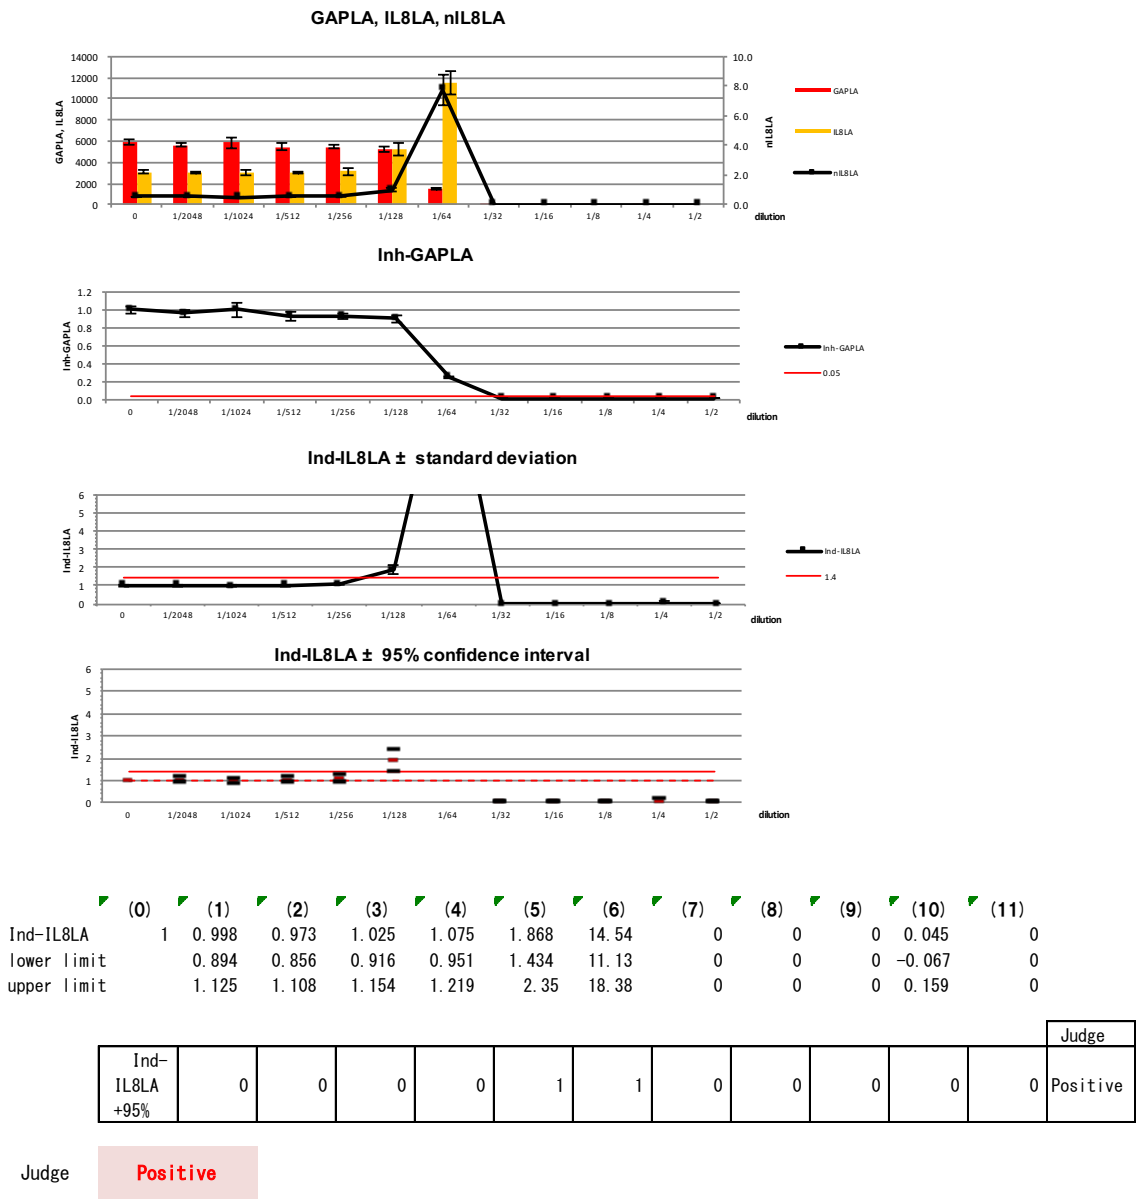 GAPLA, IL8LA, nIL8LA
GAPLA, IL8LA
14000
12000
10000
8000
6000
4000
2000
0
10.0
8.0
6.0
4.0
2.0
0.0
nIL8LA
0 1/2048 1/1024 1/512 1/256 1/128 1/64 1/32 1/16 1/8 1/4 1/2
dilution
GAPLA
IL8LA
nIL8LA
Inh-GAPLA
Inh-GAPLA
1.2
1.0
0.8
0.6
0.4
0.2
0.0
0 1/2048 1/1024 1/512 1/256 1/128 1/64 1/32 1/16 1/8 1/4 1/2
dilution
Inh-GAPLA
0.05
Ind-IL8LA ± standard deviation
Ind-IL8LA
6
5
4
3
2
1
0
0 1/2048 1/1024 1/512 1/256 1/128 1/64 1/32 1/16 1/8 1/4 1/2
dilution
Ind-IL8LA
1.4
Ind-IL8LA ± 95% confidence interval
Ind-IL8LA
6
5
4
3
2
1
0
0 1/2048 1/1024 1/512 1/256 1/128 1/64 1/32 1/16 1/8 1/4 1/2
dilution
(0) (1) (2) (3) (4) (5) (6) (7) (8) (9) (10) (11)
Ind-IL8LA 1 0.998 0.973 1.025 1.075 1.868 14.54 0 0 0 0.045 0
lower limit 0.894 0.856 0.916 0.951 1.434 11.13 0 0 0 -0.067 0
upper limit 1.125 1.108 1.154 1.219 2.35 18.38 0 0 0 0.159 0
Judge
Ind-
IL8LA
+95%
0 0 0 0 1 1 0 0 0 0 0 Positive
Judge Positive